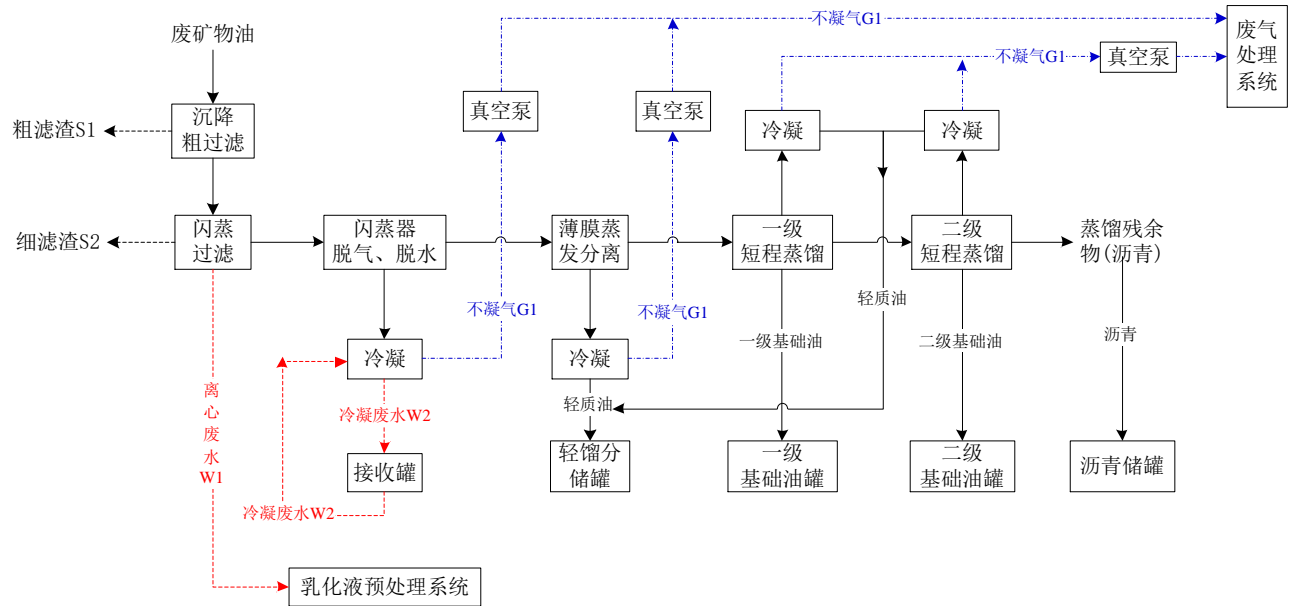 不凝气G1
废矿物油
废气
处理
系统
不凝气G1
真空泵
真空泵
真空泵
沉降
粗过滤
粗滤渣S1
冷凝
冷凝
细滤渣S2
闪蒸
过滤
闪蒸器
脱气、脱水
薄膜蒸
发分离
一级
短程蒸馏
二级
短程蒸馏
蒸馏残余
物(沥青)
轻质油
不凝气G1
不凝气G1
一级基础油
二级基础油
沥青
冷凝
冷凝
离
心
废
水
W1
冷凝废水W2
轻质油
接收罐
轻馏分
储罐
一级
基础油罐
二级
基础油罐
沥青储罐
冷凝废水W2
乳化液预处理系统